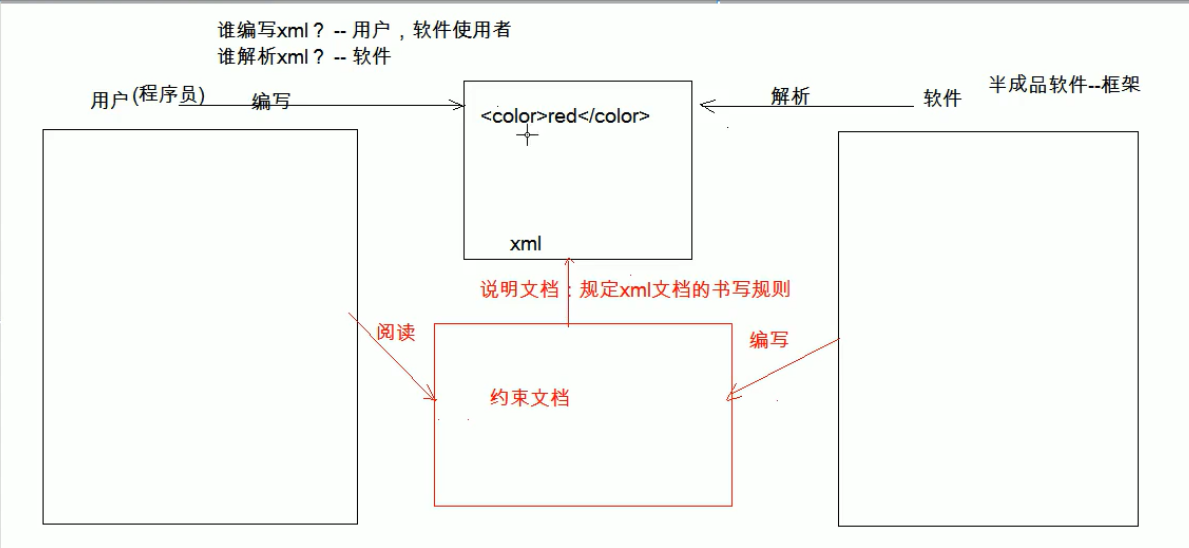 谁编写xml？ -- 用户，软件使用者
谁解析xml？ -- 软件
用户(程序员)
编写
<color>red</color>
解析
软件
半成品软件--框架
xml
说明文档：规定xml文档的书写规则
阅读
编写
约束文档